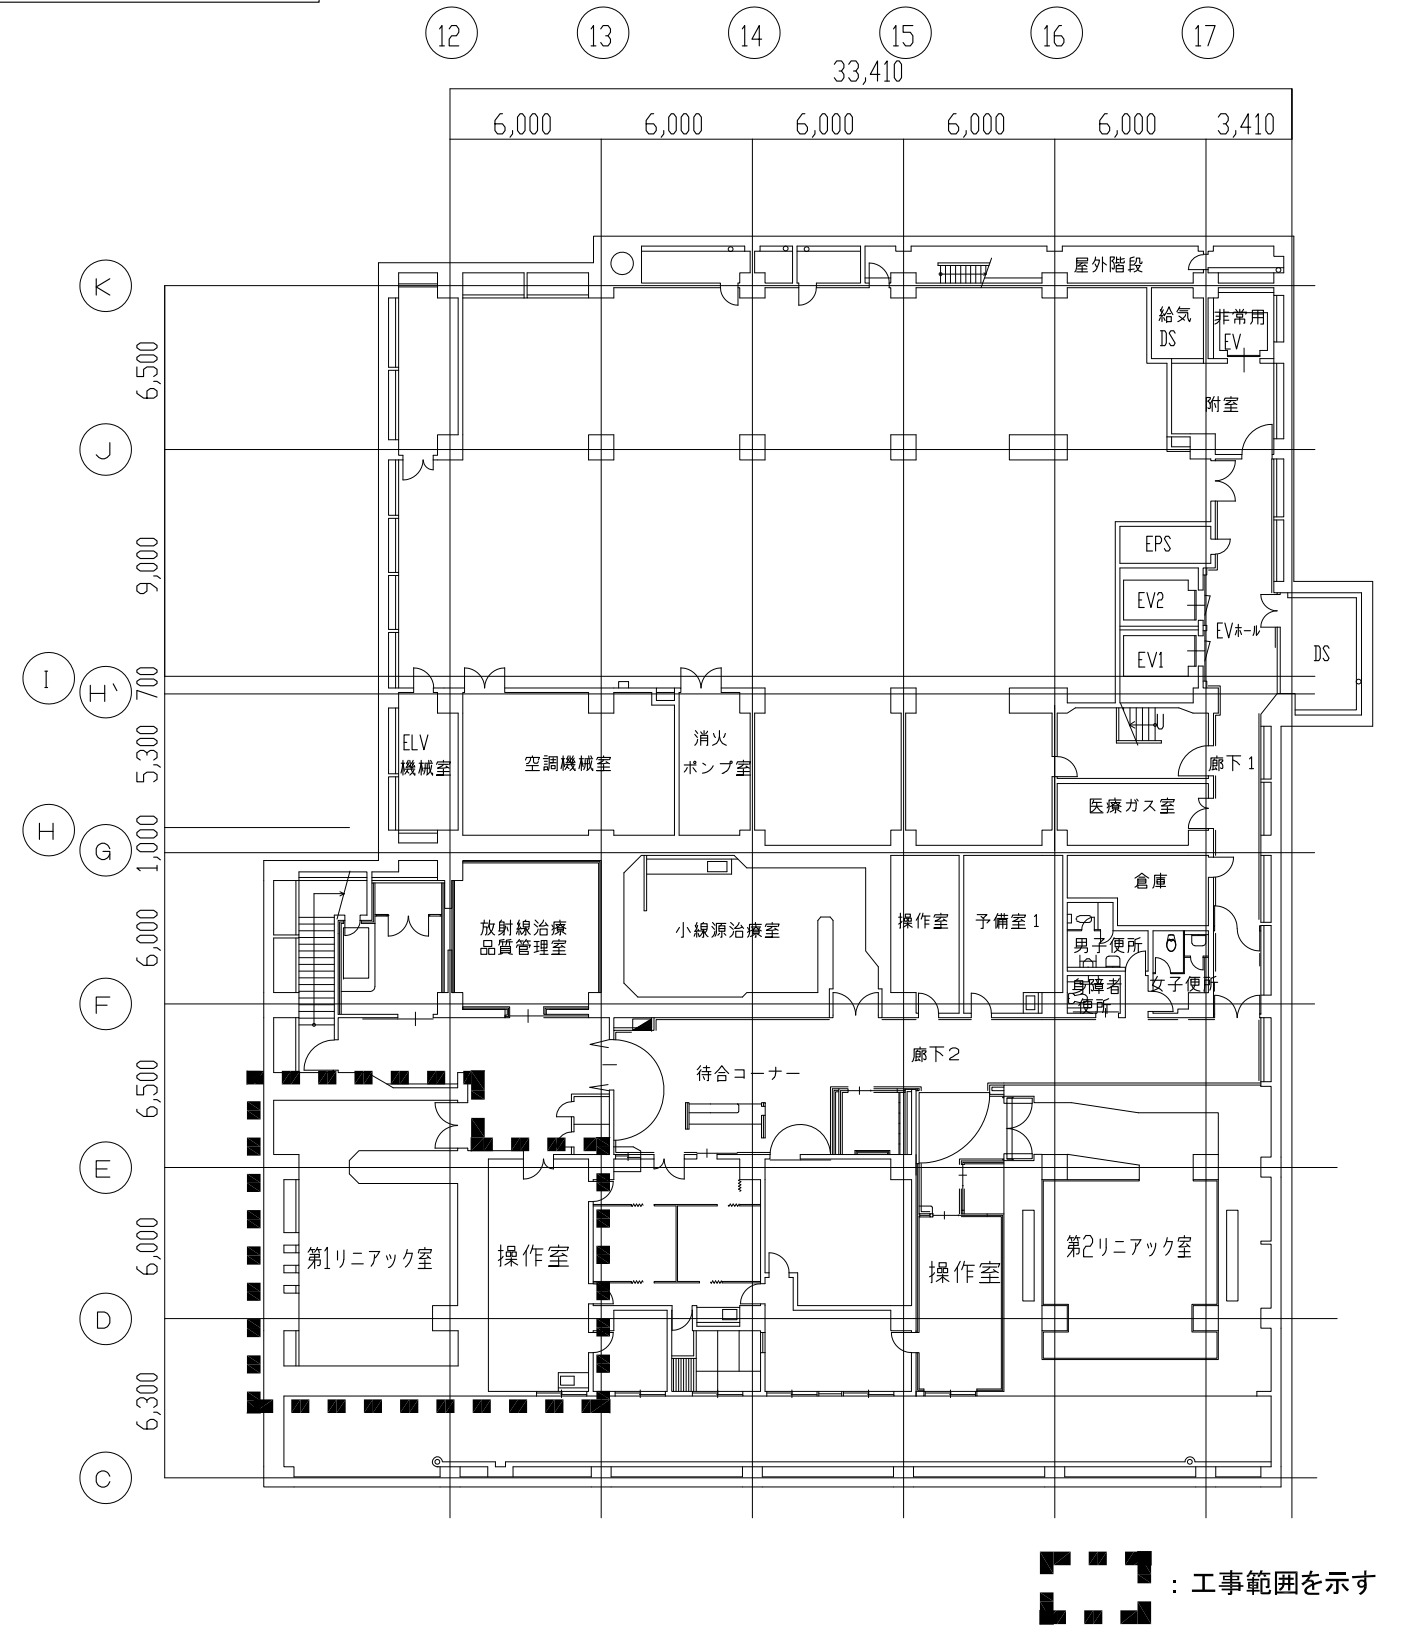 12 13 14 15 16 17
33,410
6,000 6,000 6,000 6,000 6,000 3,410
屋外階段
K
給気
DS
非常用
EV
6,500
附室
J
EPS
9,000
EV2
EVホール
EV1
DS
I
H'
700
U
ELV
機械室
空調機械室
消火
ポンプ室
5,300
廊下1
医療ガス室
H
1,000
G
倉庫
放射線治療
品質管理室
小線源治療室
操作室
予備室1
6,000
男子便所
身障者
便所
女子便所
F
廊下2
待合コーナー
6,500
E
第1リニアック室
操作室
操作室
第2リニアック室
6,000
D
6,300
C
：工事範囲を示す